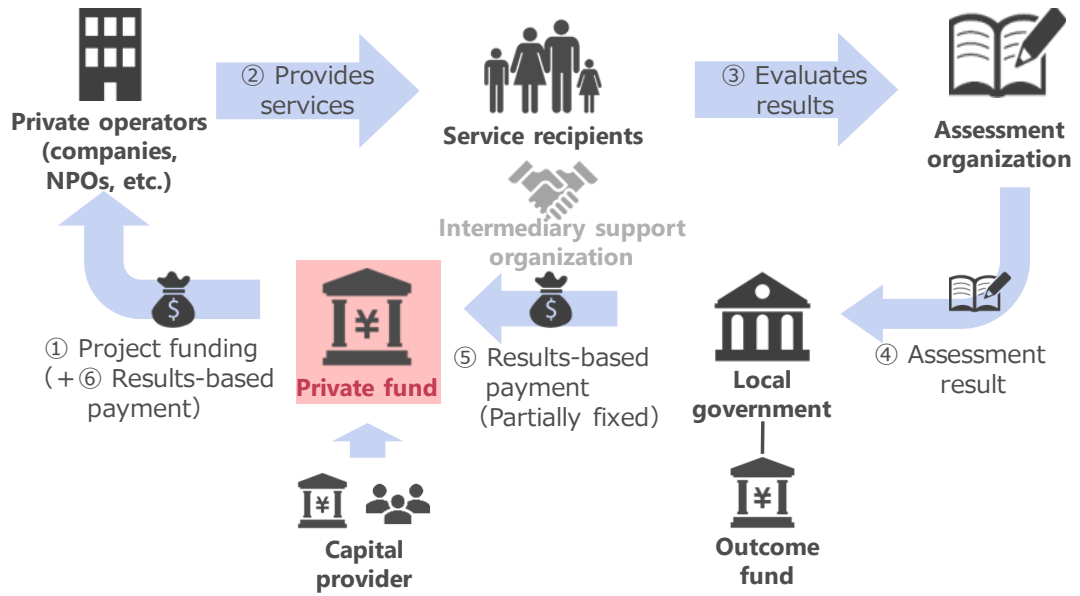 Private operators
(companies,
NPOs, etc.)
② Provides
services
Service recipients
③ Evaluates
results
Assessment
organization
Intermediary support
organization
$
① Project funding
(+⑥ Results-based
payment)
¥
Private fund
$
⑤ Results-based
payment
(Partially fixed)
Local
government
④ Assessment
result
¥
Capital
provider
¥
Outcome
fund